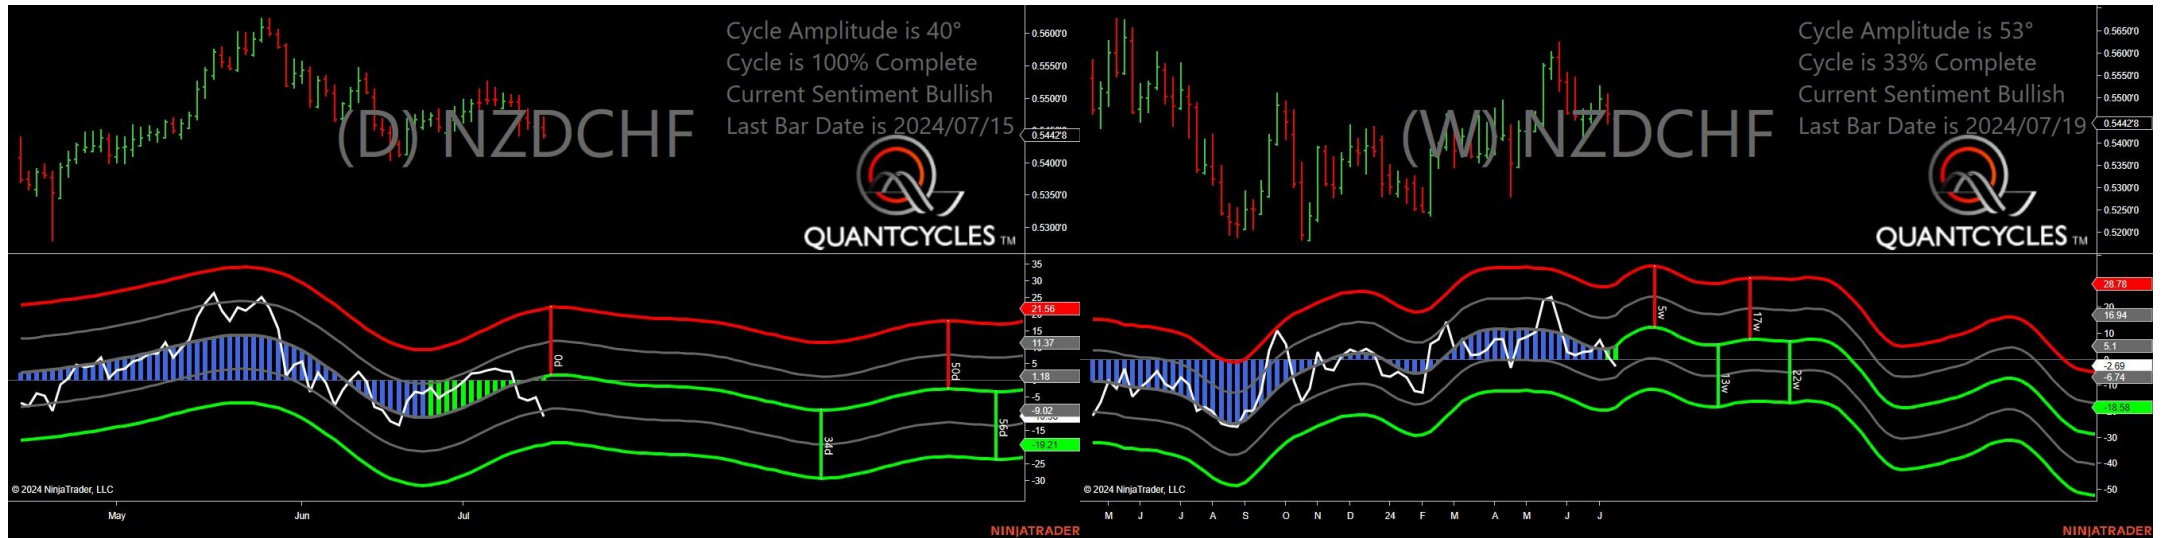 Cycle Amplitude is 40°
Cycle is 100% Complete
Current Sentiment Bullish
Last Bar Date is 2024/07/15
(D) NZDCHF
QUANTCYCLES TM
0.5600'0
0.5550'0
0.5500'0
0.5442'8
0.5400'0
0.5350'0
0.5300'0
35
30
25
21.56
15
11.37
5
1.18
-5
-9.02
-15
-19.21
-25
-30
0d
34d
50d
56d
© 2024 NinjaTrader, LLC
May
Jun
Jul
NINJATRADER
Cycle Amplitude is 53°
Cycle is 33% Complete
Current Sentiment Bullish
Last Bar Date is 2024/07/19
(W) NZDCHF
QUANTCYCLES TM
0.5650'0
0.5600'0
0.5550'0
0.5500'0
0.5442'8
0.5400'0
0.5350'0
0.5300'0
0.5250'0
0.5200'0
28.78
20
16.94
10
5.1
-2.69
-6.74
-10
-18.58
-30
-40
-50
5w
13w
17w
22w
© 2024 NinjaTrader, LLC
M J J A S O N D 24 F M A M J J
NINJATRADER